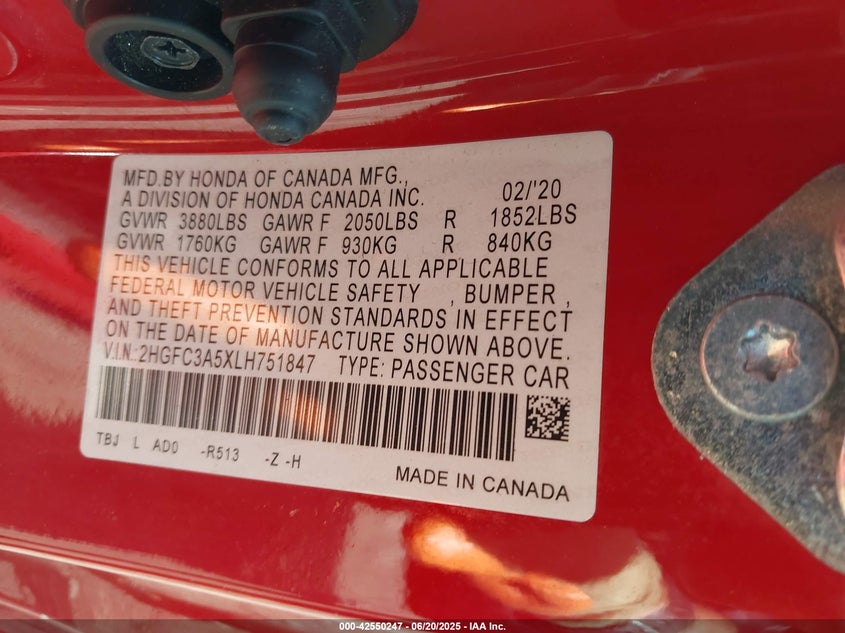 MFD.BY HONDA OF CANADA MFG.,
A DIVISION OF HONDA CANADA INC. 02/'20
GVWR 3880LBS GAWR F 2050LBS R 1852LBS
GVWR 1760KG GAWR F 930KG R 840KG
THIS VEHICLE CONFORMS TO ALL APPLICABLE
FEDERAL MOTOR VEHICLE SAFETY , BUMPER ,
AND THEFT PREVENTION STANDARDS IN EFFECT
ON THE DATE OF MANUFACTURE SHOWN ABOVE.
V.I.N.:2HGFC3A5XLH751847 TYPE: PASSENGER CAR
TBJ L AD0 -R513 -Z -H
MADE IN CANADA
000-42550247 - 06/20/2025 - IAA Inc.